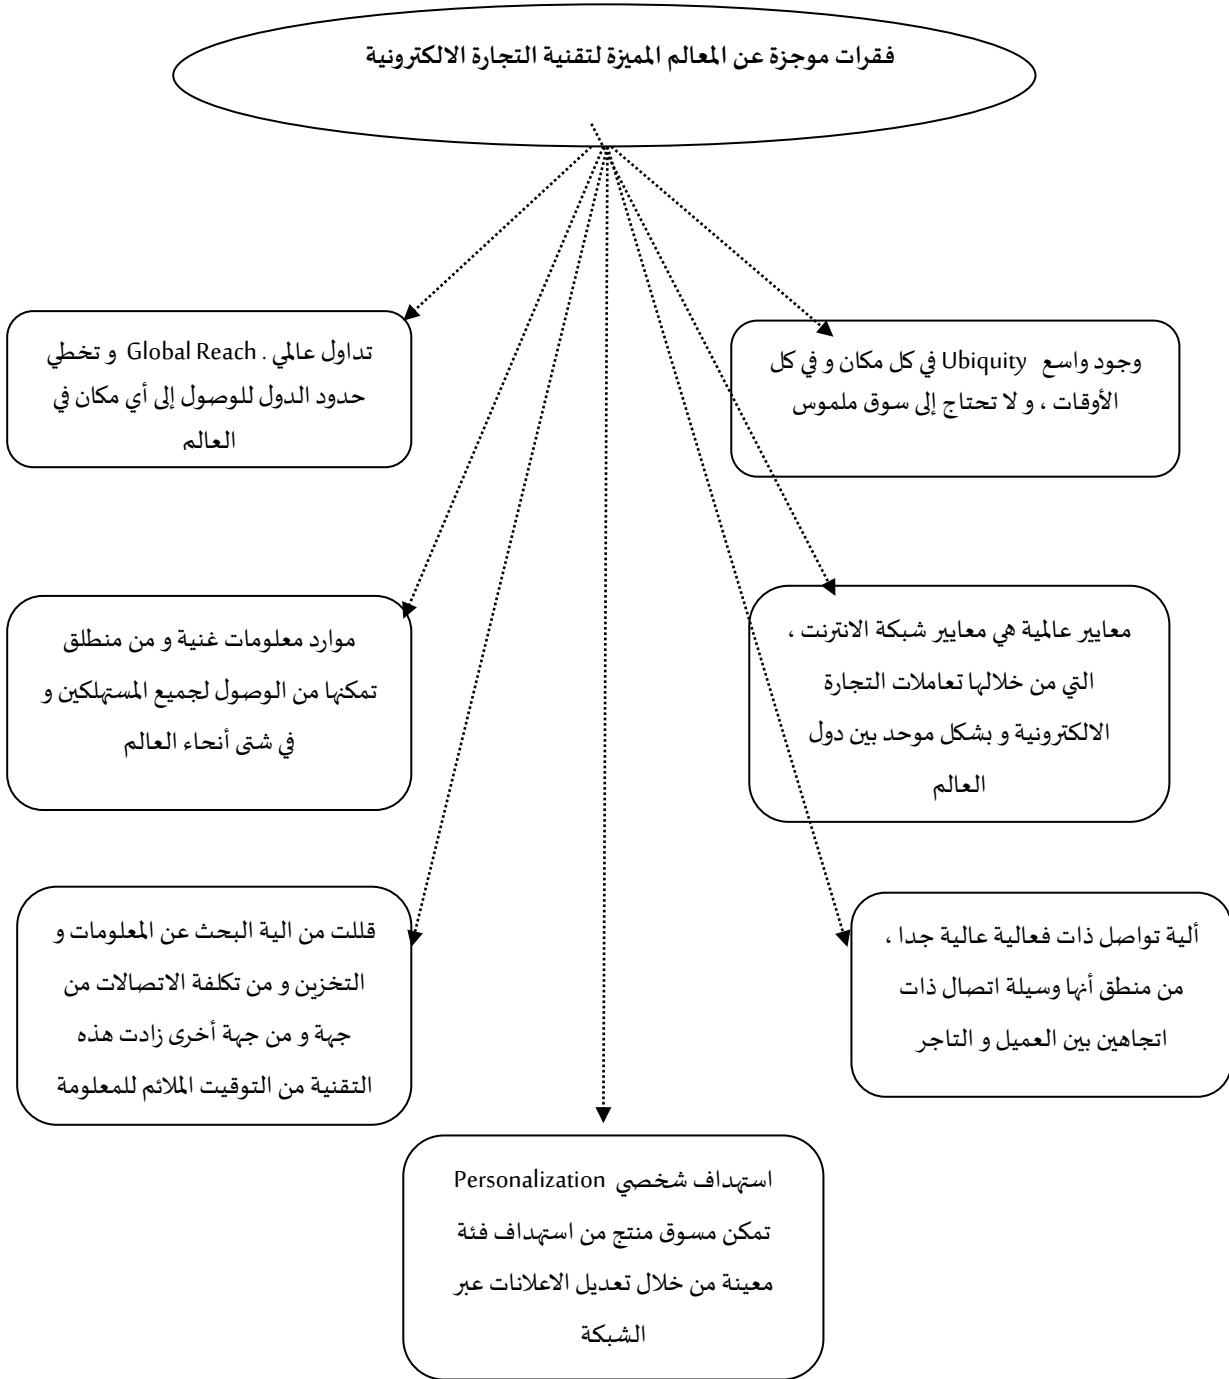 فقرات موجزة عن المعالم المميزة لتقنية التجارة الالكترونية
وجود واسع Ubiquity في كل مكان و في كل
الأوقات ، و لا تحتاج إلى سوق ملموس
تداول عالمي . Global Reach و تخطي
حدود الدول للوصول إلى أي مكان في
العالم
معايير عالمية هي معايير شبكة الانترنت ،
التي من خلالها تعاملات التجارة
الالكترونية و بشكل موحد بين دول
العالم
موارد معلومات غنية و من منطلق
تمكنها من الوصول لجميع المستهلكين و
في شتى أنحاء العالم
ألية تواصل ذات فعالية عالية جدا ،
من منطق أنها وسيلة اتصال ذات
اتجاهين بين العميل و التاجر
قللت من الية البحث عن المعلومات و
التخزين و من تكلفة الاتصالات من
جهة و من جهة أخرى زادت هذه
التقنية من التوقيت الملائم للمعلومة
استهداف شخصي Personalization
تمكن مسوق منتج من استهداف فئة
معينة من خلال تعديل الاعلانات عبر
الشبكة